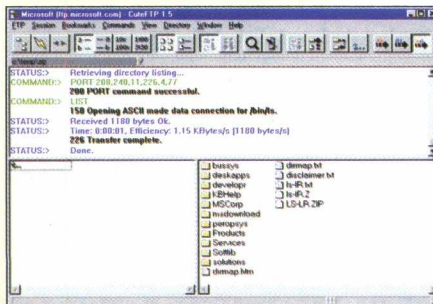 Microsoft [ftp.microsoft.com] - CuteFTP 1.5
FTP Session Bookmarks Commands View Directory Window Help
STATUS:> Retrieving directory listing...
COMMAND:> PORT 200,240,11,226,4,77
200 PORT command successful.
COMMAND:> LIST
150 Opening ASCII mode data connection for /bin/ls.
STATUS:> Received 1180 bytes Ok.
STATUS:> Time: 0:00:01, Efficiency: 1.15 KBytes/s (1180 bytes/s)
226 Transfer complete.
STATUS:> Done.
bussys dirmap.txt
deskapps disclaimer.txt
developr ls-lR.txt
KBHelp ls-lR.Z
MSCorp LS-LR.ZIP
msdownload
peropsys
Products
Services
Softlib
solutions
dirmap.htm